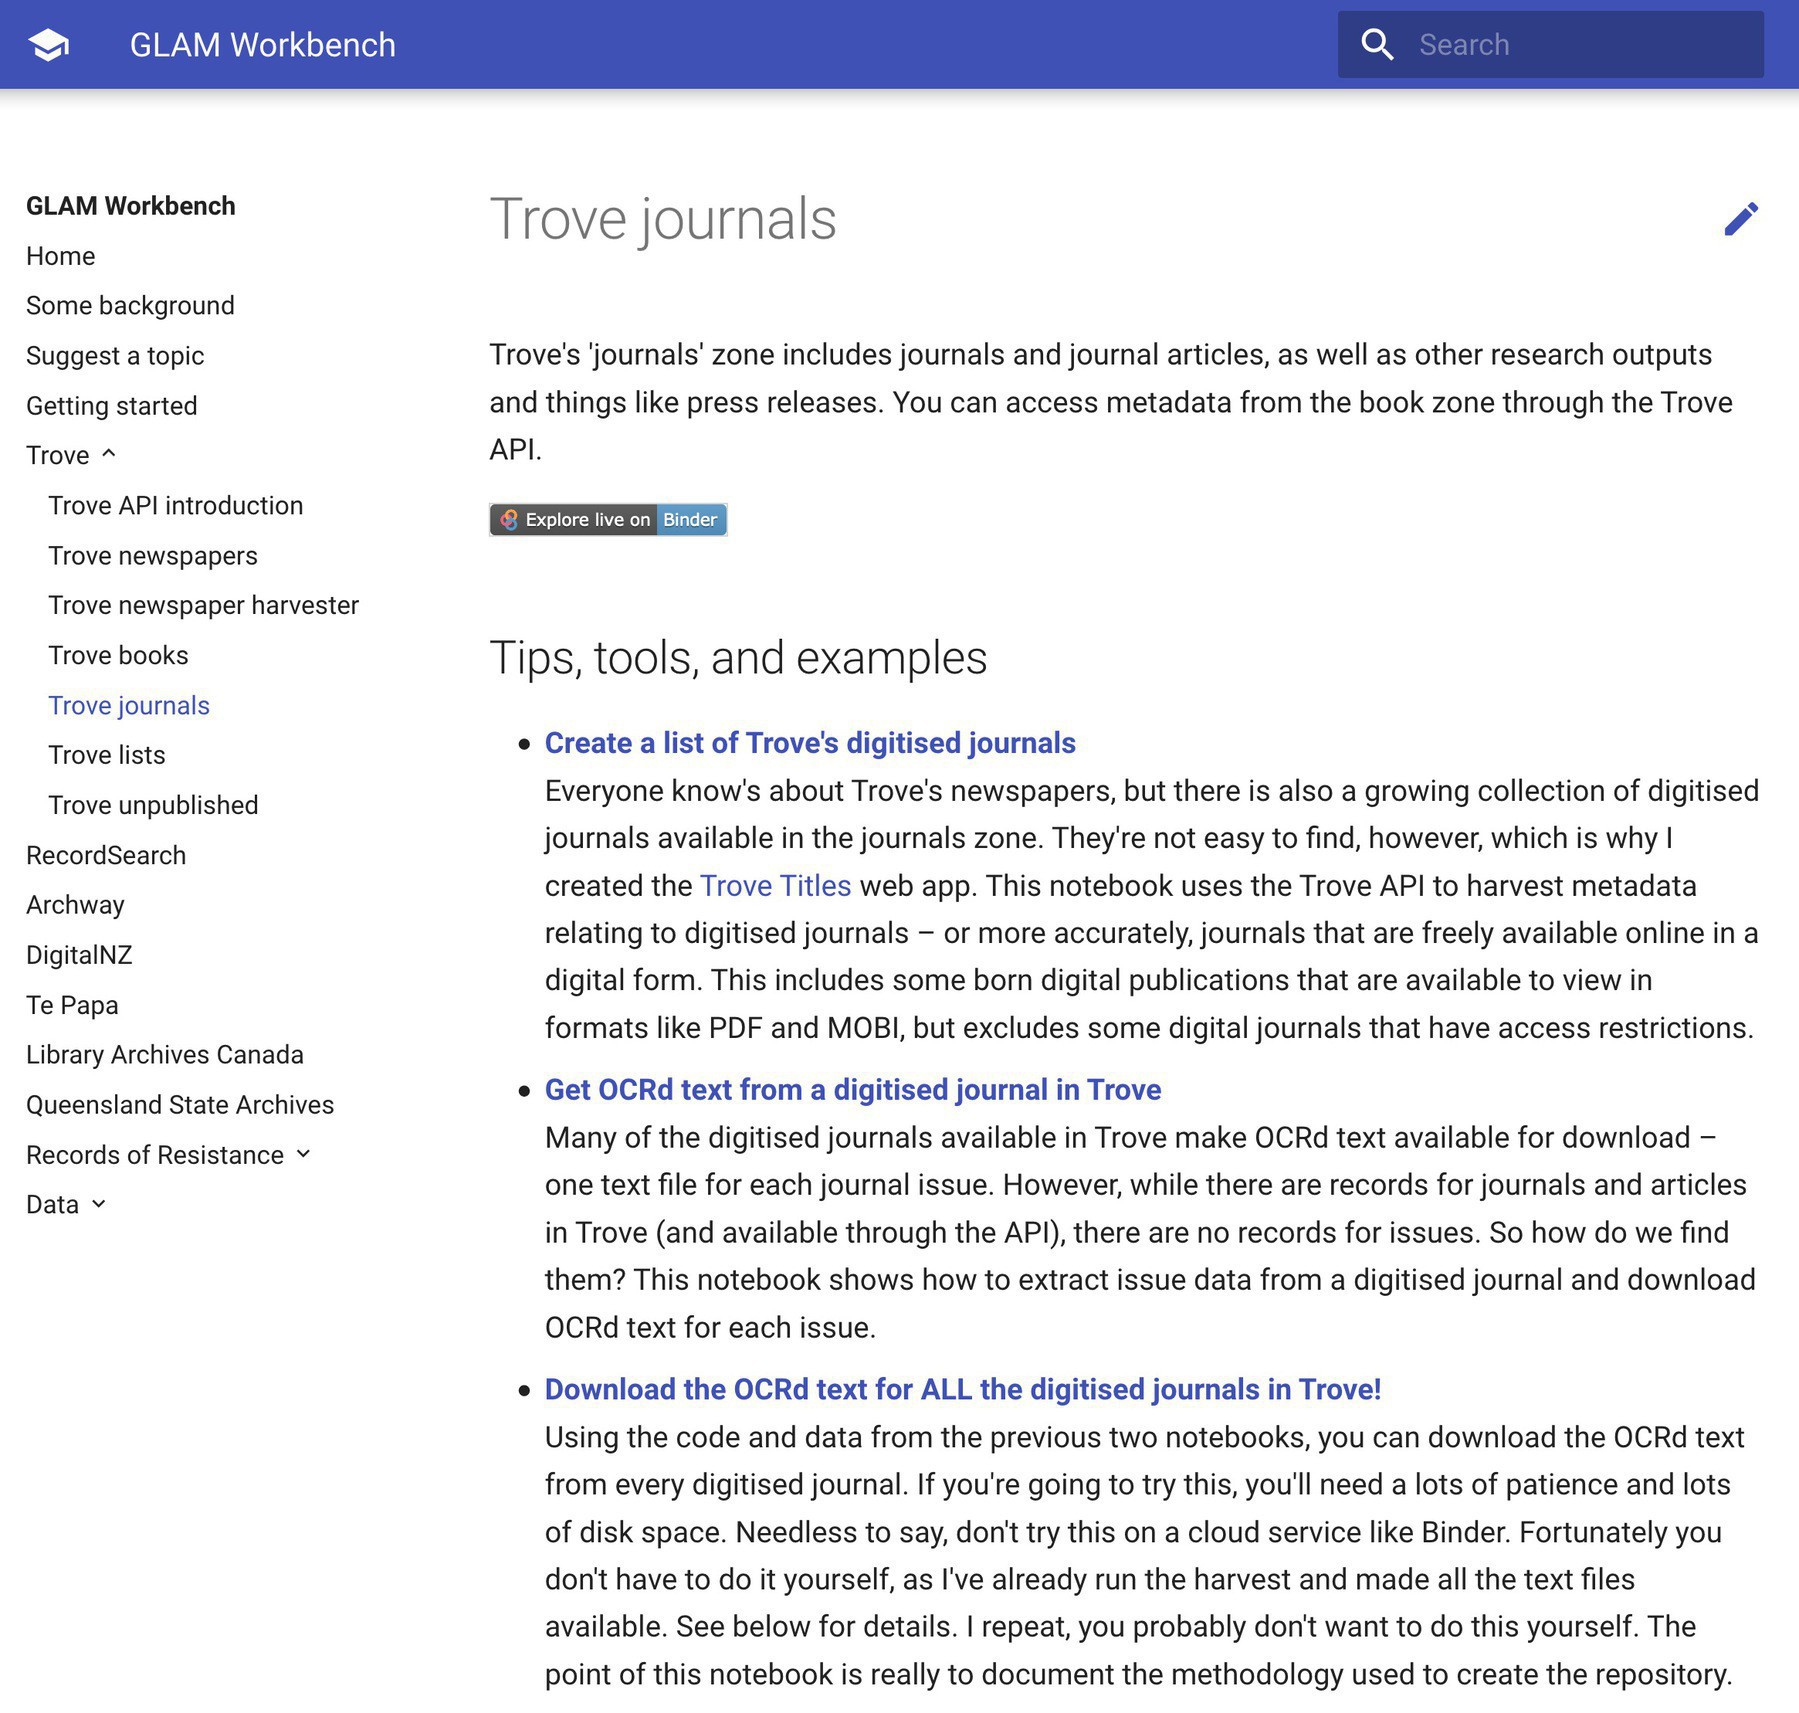 GLAM Workbench
Search
GLAM Workbench
Home
Some background
Suggest a topic
Getting started
Trove
Trove API introduction
Trove newspapers
Trove newspaper harvester
Trove books
Trove journals
Trove lists
Trove unpublished
RecordSearch
Archway
DigitalNZ
Te Papa
Library Archives Canada
Queensland State Archives
Records of Resistance
Data
Trove journals
Trove's 'journals' zone includes journals and journal articles, as well as other research outputs
and things like press releases. You can access metadata from the book zone through the Trove
API.
Explore live on Binder
Tips, tools, and examples
• Create a list of Trove's digitised journals
Everyone know's about Trove's newspapers, but there is also a growing collection of digitised
journals available in the journals zone. They're not easy to find, however, which is why I
created the Trove Titles web app. This notebook uses the Trove API to harvest metadata
relating to digitised journals – or more accurately, journals that are freely available online in a
digital form. This includes some born digital publications that are available to view in
formats like PDF and MOBI, but excludes some digital journals that have access restrictions.
• Get OCRd text from a digitised journal in Trove
Many of the digitised journals available in Trove make OCRd text available for download –
one text file for each journal issue. However, while there are records for journals and articles
in Trove (and available through the API), there are no records for issues. So how do we find
them? This notebook shows how to extract issue data from a digitised journal and download
OCRd text for each issue.
• Download the OCRd text for ALL the digitised journals in Trove!
Using the code and data from the previous two notebooks, you can download the OCRd text
from every digitised journal. If you're going to try this, you'll need a lots of patience and lots
of disk space. Needless to say, don't try this on a cloud service like Binder. Fortunately you
don't have to do it yourself, as I've already run the harvest and made all the text files
available. See below for details. I repeat, you probably don't want to do this yourself. The
point of this notebook is really to document the methodology used to create the repository.